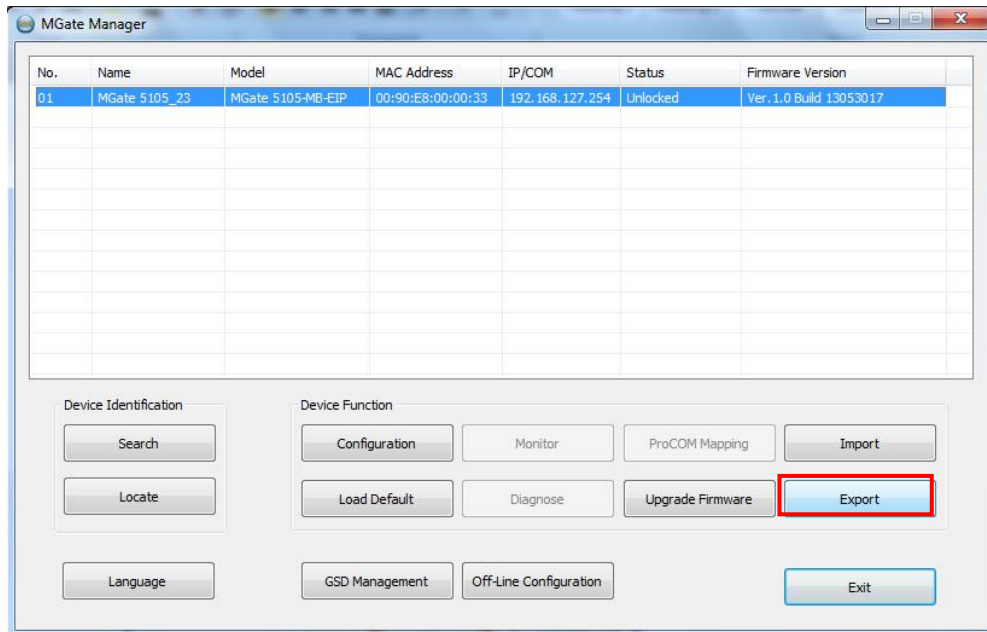 MGate Manager
No. Name Model MAC Address IP/COM Status Firmware Version
01 MGate 5105_23 MGate 5105-MB-EIP 00:90:E8:00:00:33 192.168.127.254 Unlocked Ver.1.0 Build 13053017
Device Identification Device Function
Search Configuration Monitor ProCOM Mapping Import
Locate Load Default Diagnose Upgrade Firmware Export
Language GSD Management Off-Line Configuration Exit